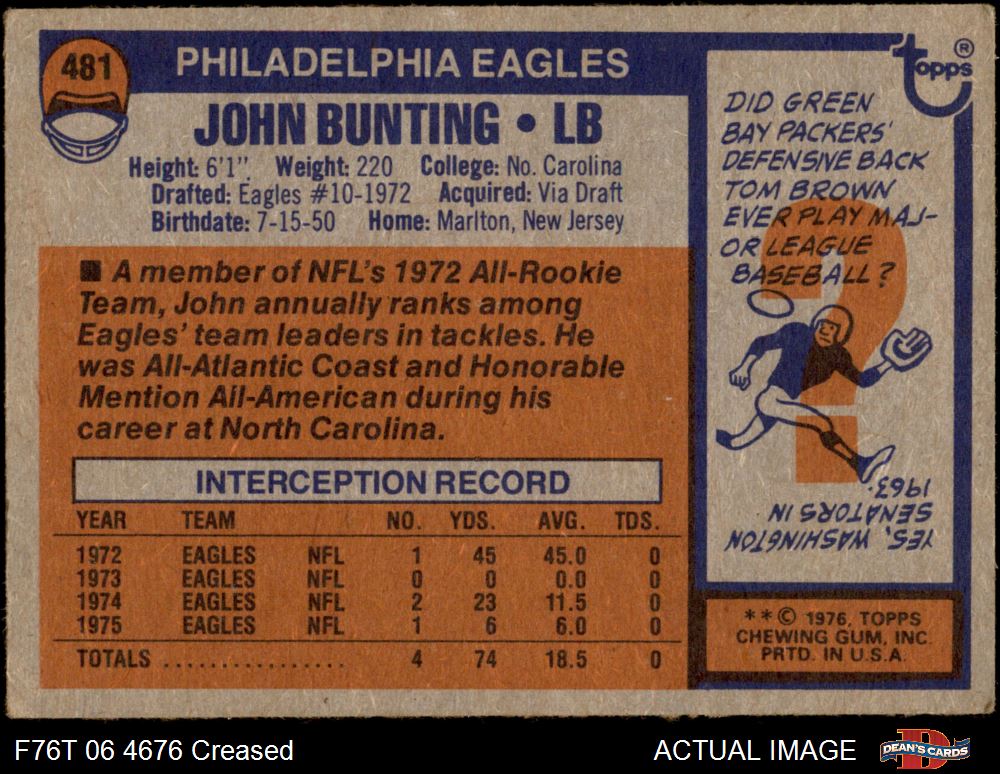 481
PHILADELPHIA EAGLES
JOHN BUNTING • LB
Height: 6'1". Weight: 220 College: No. Carolina
Drafted: Eagles #10-1972 Acquired: Via Draft
Birthdate: 7-15-50 Home: Marlton, New Jersey
■ A member of NFL's 1972 All-Rookie
Team, John annually ranks among
Eagles' team leaders in tackles. He
was All-Atlantic Coast and Honorable
Mention All-American during his
career at North Carolina.
INTERCEPTION RECORD
YEAR TEAM NO. YDS. AVG. TDS.
1972 EAGLES NFL 1 45 45.0 0
1973 EAGLES NFL 0 0 0.0 0
1974 EAGLES NFL 2 23 11.5 0
1975 EAGLES NFL 1 6 6.0 0
TOTALS ................ 4 74 18.5 0
topps ®
DID GREEN
BAY PACKERS'
DEFENSIVE BACK
TOM BROWN
EVER PLAY MAJ-
OR LEAGUE
BASEBALL?
?
YES, WASHINGTON
SENATORS IN
1963.
**© 1976, TOPPS
CHEWING GUM, INC.
PRTD. IN U.S.A.
F76T 06 4676 Creased
ACTUAL IMAGE
DEAN'S CARDS